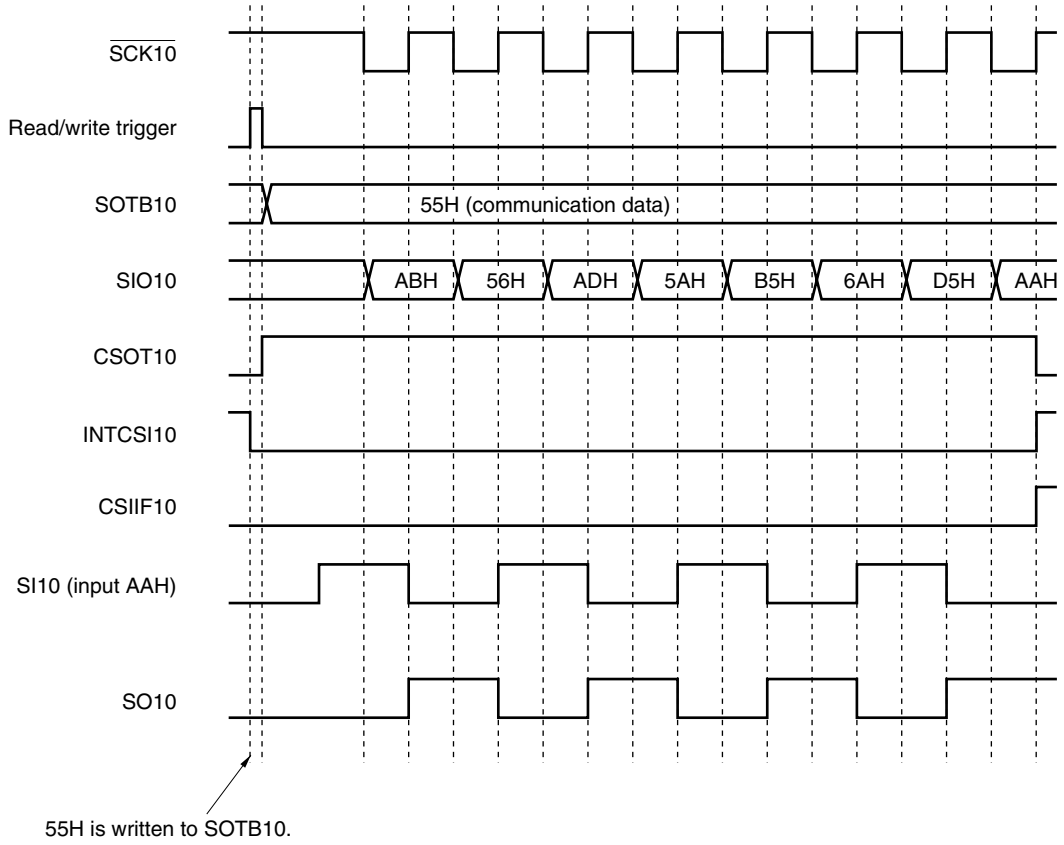 SCK10
Read/write trigger
SOTB10
55H (communication data)
SIO10
ABH 56H ADH 5AH B5H 6AH D5H AAH
CSOT10
INTCSI10
CSIIF10
SI10 (input AAH)
SO10
55H is written to SOTB10.